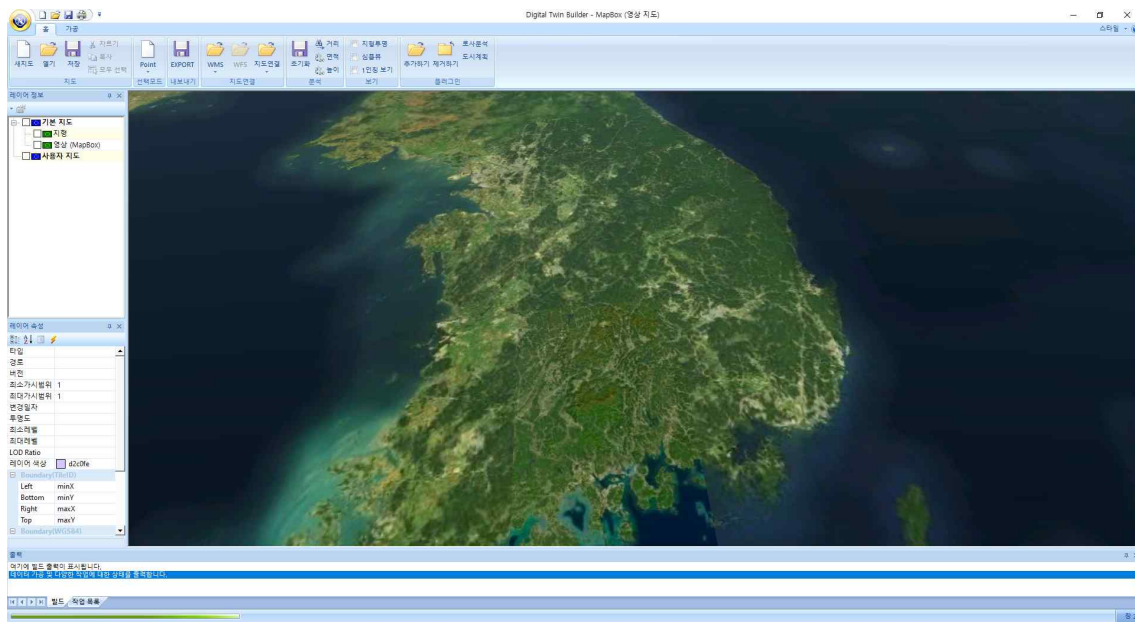 Digital Twin Builder - MapBox (영상 지도)
홈 가공
스타일
새지도 열기 저장 자르기 복사 모두 선택
지도
Point
선택모드
EXPORT
내보내기
WMS WFS 지도연결
지도연결
초기화 거리 면적 높이
분석
지형투명 심플뷰 1인칭 보기
보기
추가하기 제거하기 토사분석 도시계획
플러그인
레이어 정보
기본 지도
지형
영상 (MapBox)
사용자 지도
레이어 속성
타입
경로
버전
최소가시범위 1
최대가시범위 1
변경일자
투명도
최소레벨
최대레벨
LOD Ratio
레이어 색상 d2c0fe
Boundary(TileID)
Left minX
Bottom minY
Right maxX
Top maxY
Boundary(WGS84)
출력
여기에 빌드 출력이 표시됩니다.
데이터 가공 및 다양한 작업에 대한 상태를 출력합니다.
빌드 작업 목록